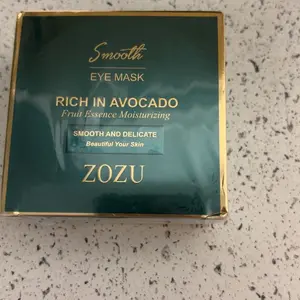 Smooth
EYE MASK
RICH IN AVOCADO
Fruit Essence Moisturizing
SMOOTH AND DELICATE
Beautiful Your Skin
ZOZU